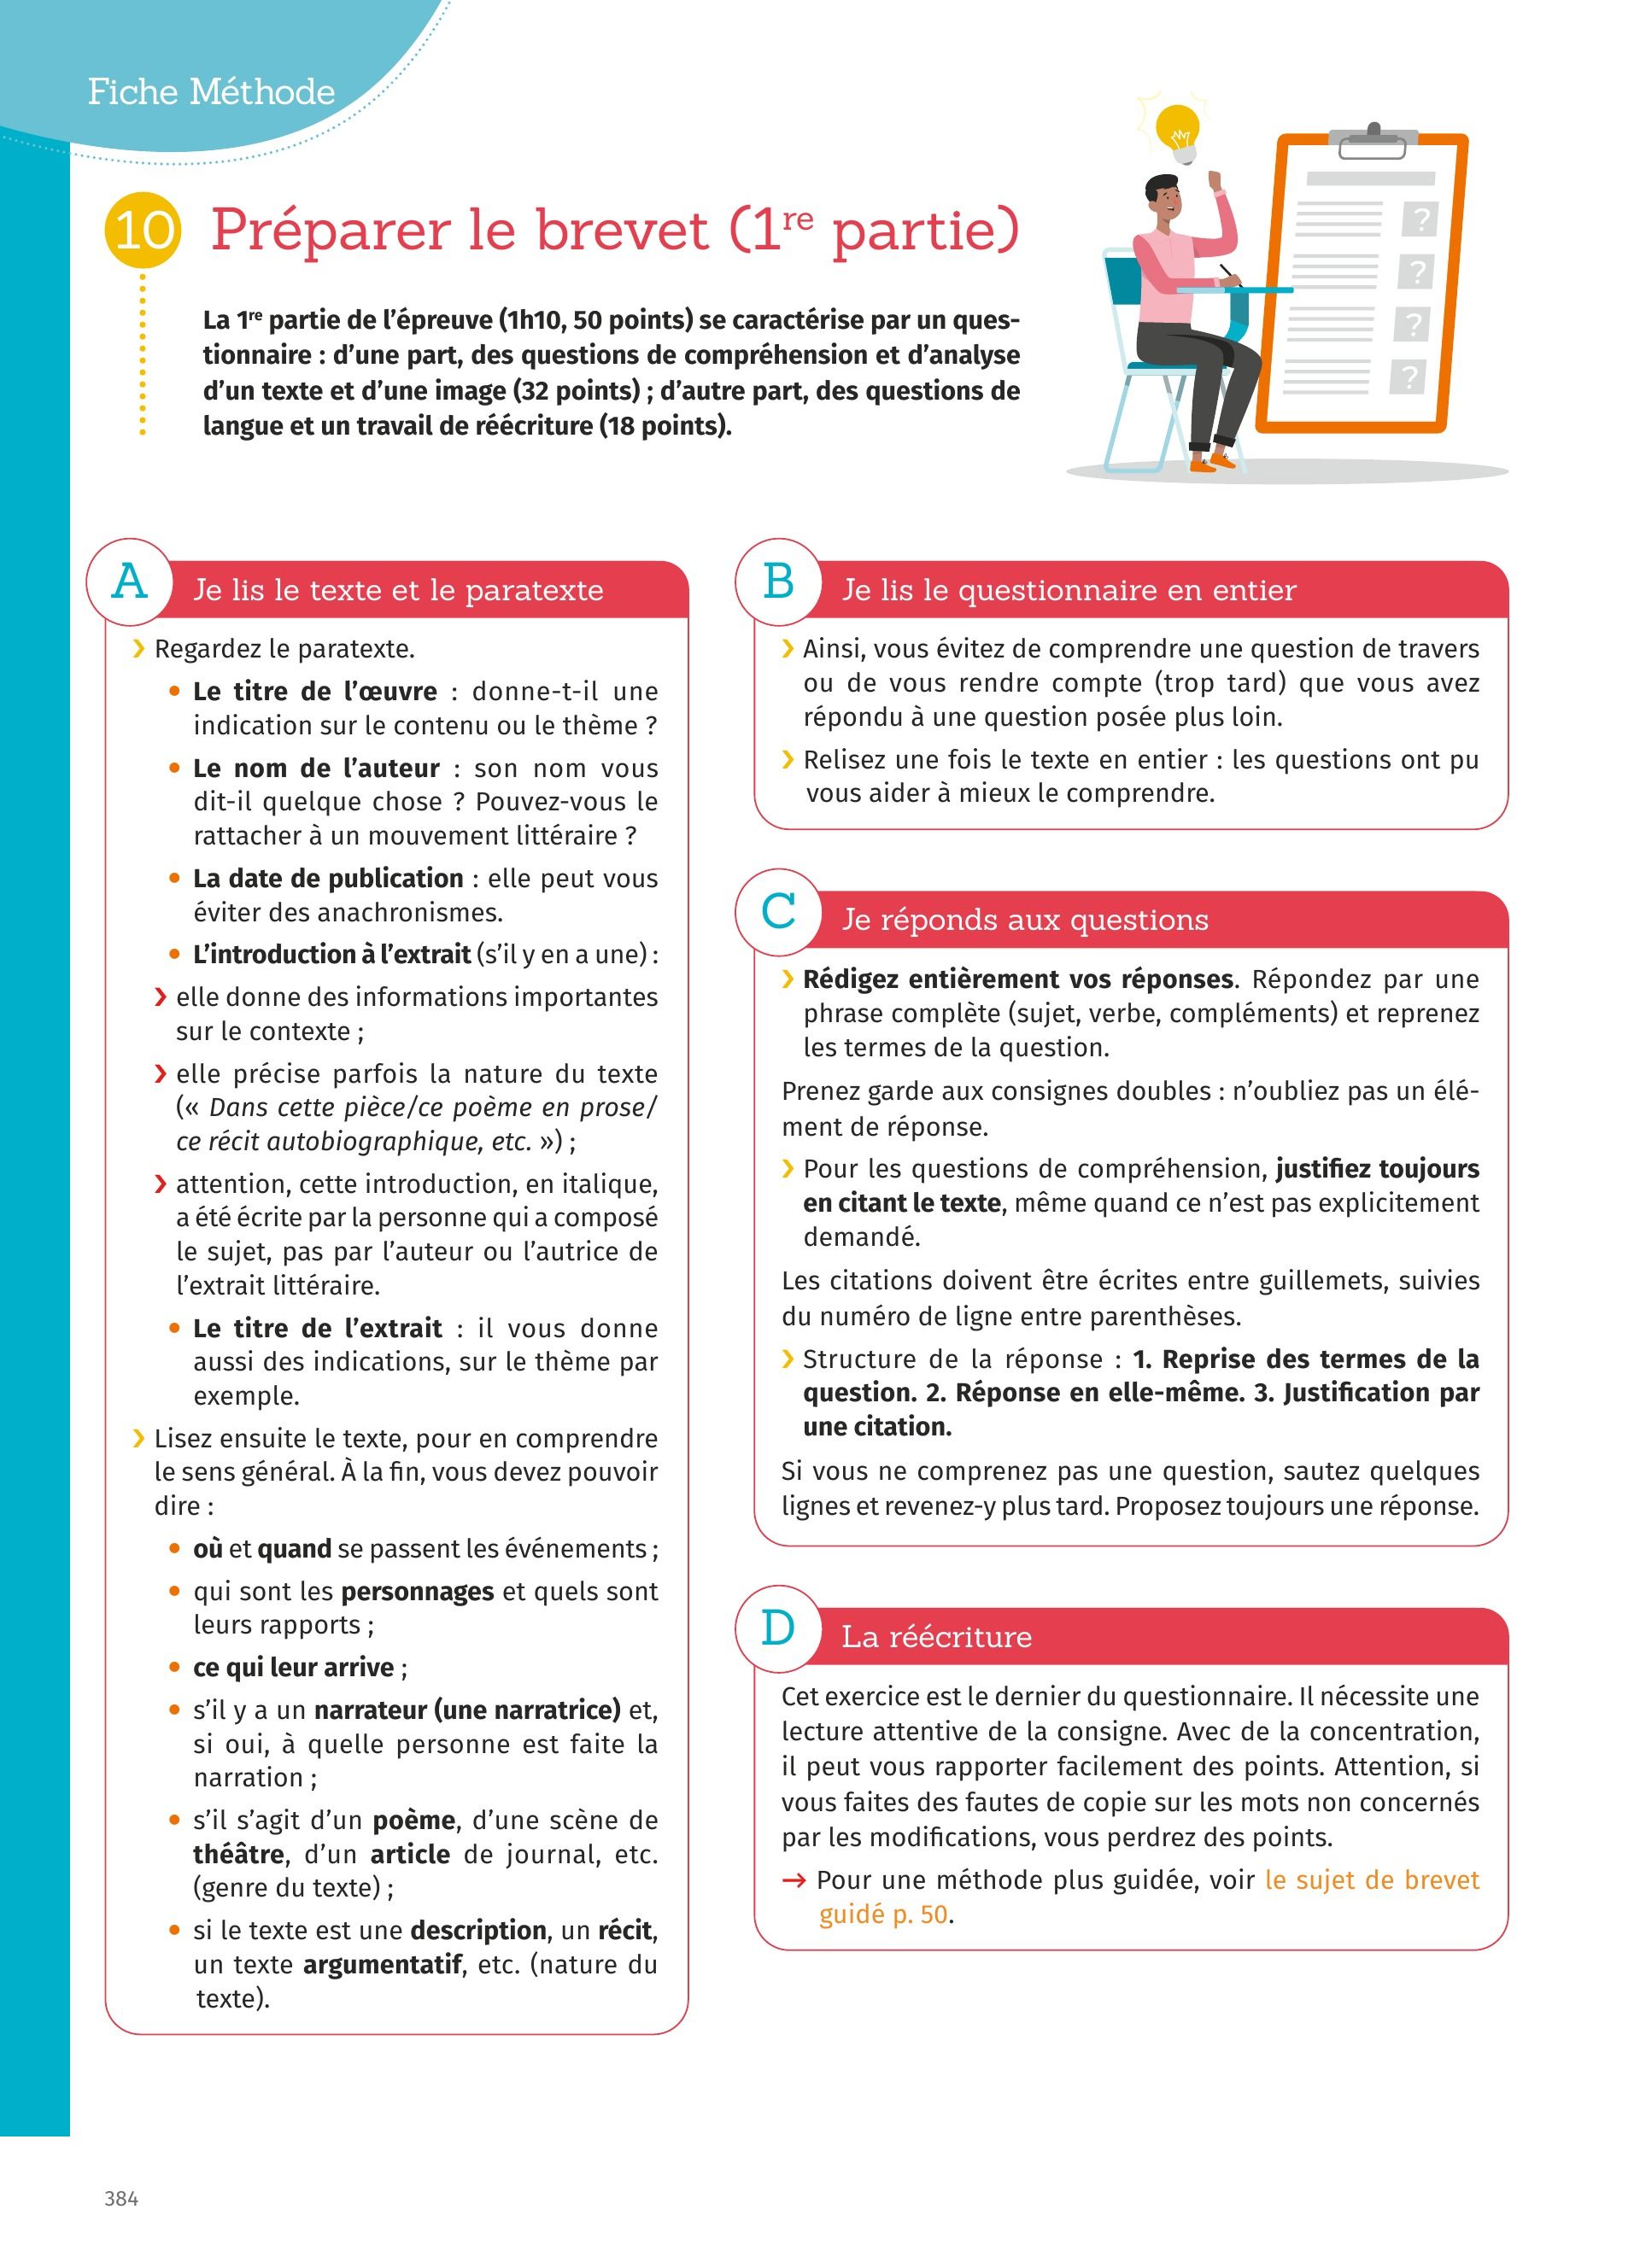 Fiche Méthode
10 Préparer le brevet (1re partie)
La 1re partie de l’épreuve (1h10, 50 points) se caractérise par un ques-
tionnaire : d’une part, des questions de compréhension et d’analyse
d’un texte et d’une image (32 points) ; d’autre part, des questions de
langue et un travail de réécriture (18 points).
?
?
?
?
A Je lis le texte et le paratexte
› Regardez le paratexte.
• Le titre de l’œuvre : donne-t-il une
indication sur le contenu ou le thème ?
• Le nom de l’auteur : son nom vous
dit-il quelque chose ? Pouvez-vous le
rattacher à un mouvement littéraire ?
• La date de publication : elle peut vous
éviter des anachronismes.
• L’introduction à l’extrait (s’il y en a une) :
› elle donne des informations importantes
sur le contexte ;
› elle précise parfois la nature du texte
(« Dans cette pièce/ce poème en prose/
ce récit autobiographique, etc. ») ;
› attention, cette introduction, en italique,
a été écrite par la personne qui a composé
le sujet, pas par l’auteur ou l’autrice de
l’extrait littéraire.
• Le titre de l’extrait : il vous donne
aussi des indications, sur le thème par
exemple.
› Lisez ensuite le texte, pour en comprendre
le sens général. À la fin, vous devez pouvoir
dire :
• où et quand se passent les événements ;
• qui sont les personnages et quels sont
leurs rapports ;
• ce qui leur arrive ;
• s’il y a un narrateur (une narratrice) et,
si oui, à quelle personne est faite la
narration ;
• s’il s’agit d’un poème, d’une scène de
théâtre, d’un article de journal, etc.
(genre du texte) ;
• si le texte est une description, un récit,
un texte argumentatif, etc. (nature du
texte).
B Je lis le questionnaire en entier
› Ainsi, vous évitez de comprendre une question de travers
ou de vous rendre compte (trop tard) que vous avez
répondu à une question posée plus loin.
› Relisez une fois le texte en entier : les questions ont pu
vous aider à mieux le comprendre.
C Je réponds aux questions
› Rédigez entièrement vos réponses. Répondez par une
phrase complète (sujet, verbe, compléments) et reprenez
les termes de la question.
Prenez garde aux consignes doubles : n’oubliez pas un élé-
ment de réponse.
› Pour les questions de compréhension, justifiez toujours
en citant le texte, même quand ce n’est pas explicitement
demandé.
Les citations doivent être écrites entre guillemets, suivies
du numéro de ligne entre parenthèses.
› Structure de la réponse : 1. Reprise des termes de la
question. 2. Réponse en elle-même. 3. Justification par
une citation.
Si vous ne comprenez pas une question, sautez quelques
lignes et revenez-y plus tard. Proposez toujours une réponse.
D La réécriture
Cet exercice est le dernier du questionnaire. Il nécessite une
lecture attentive de la consigne. Avec de la concentration,
il peut vous rapporter facilement des points. Attention, si
vous faites des fautes de copie sur les mots non concernés
par les modifications, vous perdrez des points.
→ Pour une méthode plus guidée, voir le sujet de brevet
guidé p. 50.
384